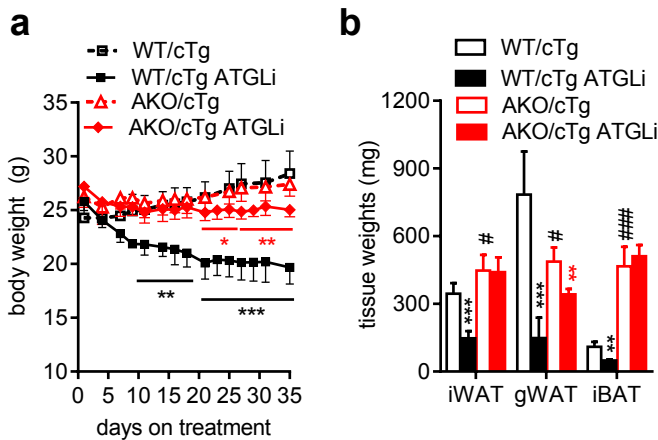 a
WT/cTg
WT/cTg ATGLi
AKO/cTg
AKO/cTg ATGLi
body weight (g)
35
30
25
20
15
10
*
**
**
***
0 5 10 15 20 25 30 35
days on treatment
b
WT/cTg
WT/cTg ATGLi
AKO/cTg
AKO/cTg ATGLi
tissue weights (mg)
1200
900
600
300
0
***
#
***
#
**
**
###
iWAT gWAT iBAT